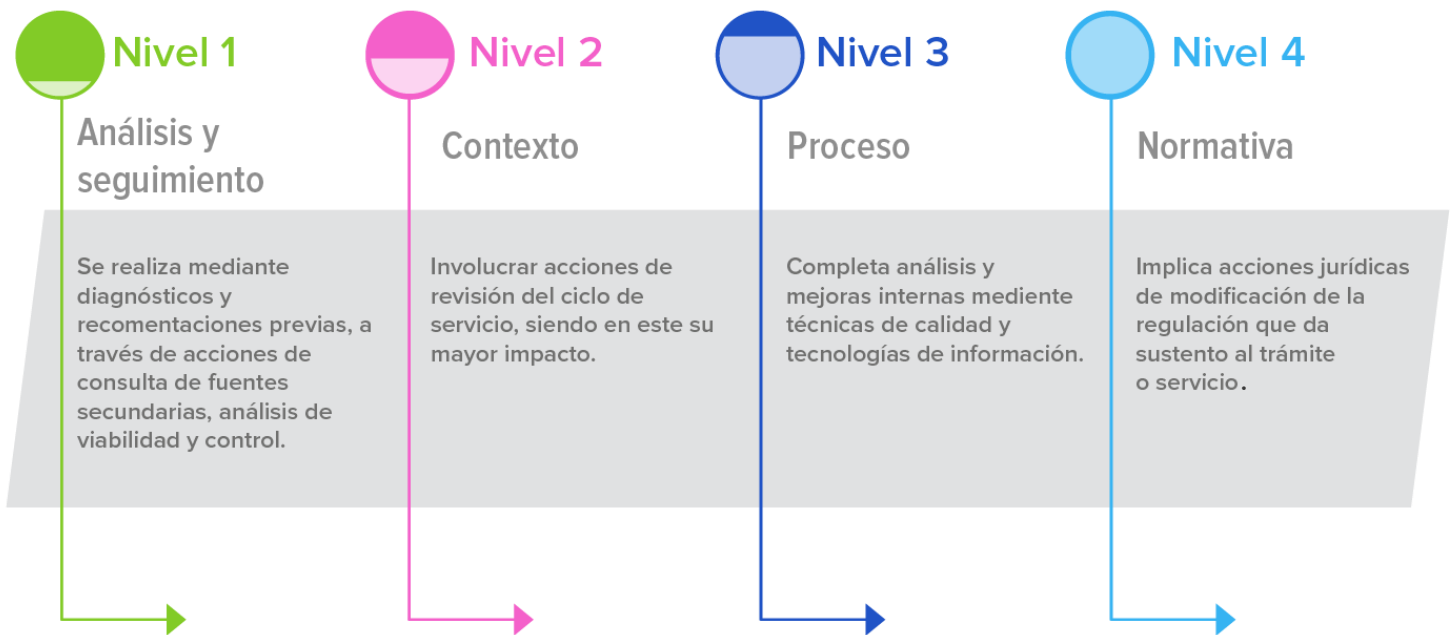 Nivel 1
Análisis y
seguimiento
Se realiza mediante
diagnósticos y
recomentaciones previas, a
través de acciones de
consulta de fuentes
secundarias, análisis de
viabilidad y control.
Nivel 2
Contexto
Involucrar acciones de
revisión del ciclo de
servicio, siendo en este su
mayor impacto.
Nivel 3
Proceso
Completa análisis y
mejoras internas mediente
técnicas de calidad y
tecnologías de información.
Nivel 4
Normativa
Implica acciones jurídicas
de modificación de la
regulación que da
sustento al trámite
o servicio.